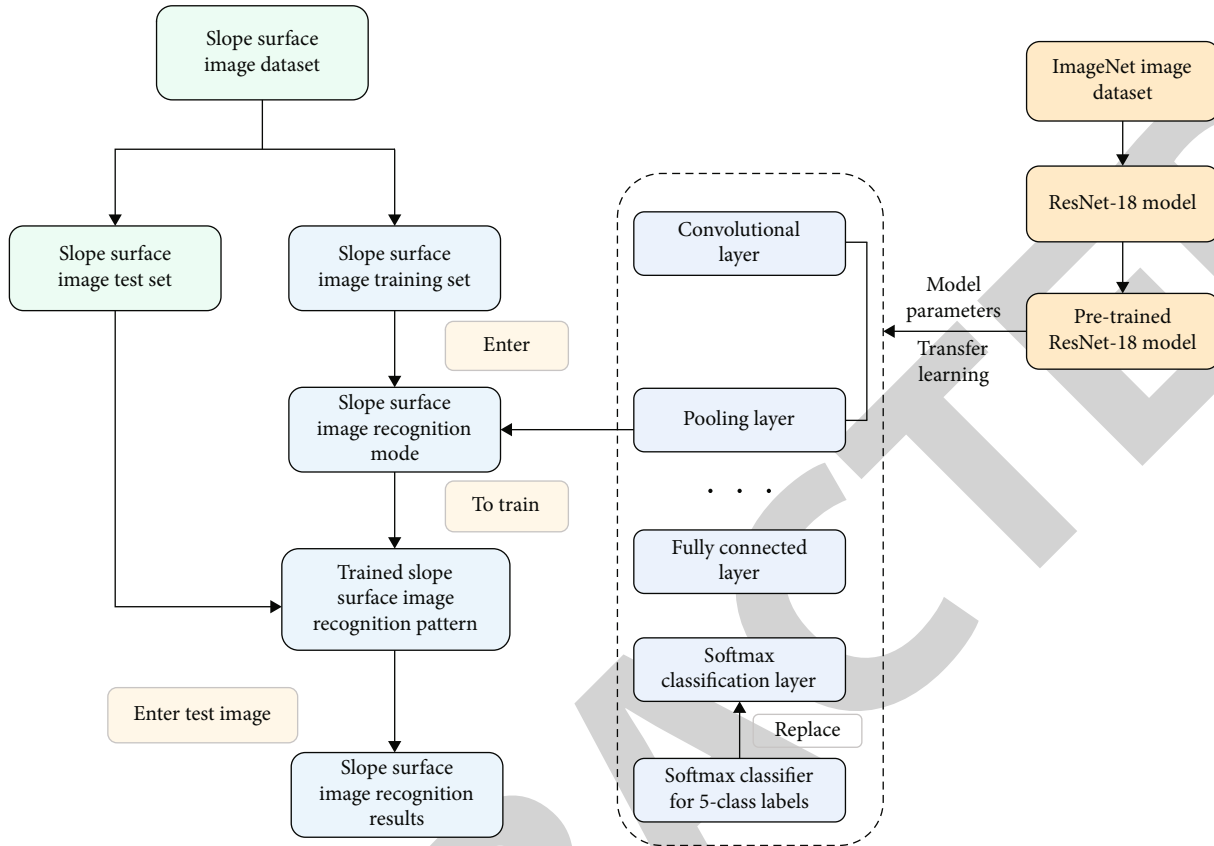 Slope surface
image dataset
ImageNet image
dataset
ResNet-18 model
Pre-trained
ResNet-18 model
Model
parameters
Transfer
learning
Slope surface
image test set
Slope surface
image training set
Enter
Slope surface
image recognition
mode
To train
Trained slope
surface image
recognition pattern
Enter test image
Slope surface
image recognition
results
Convolutional
layer
Pooling layer
. . .
Fully connected
layer
Softmax
classification layer
Replace
Softmax classifier
for 5-class labels